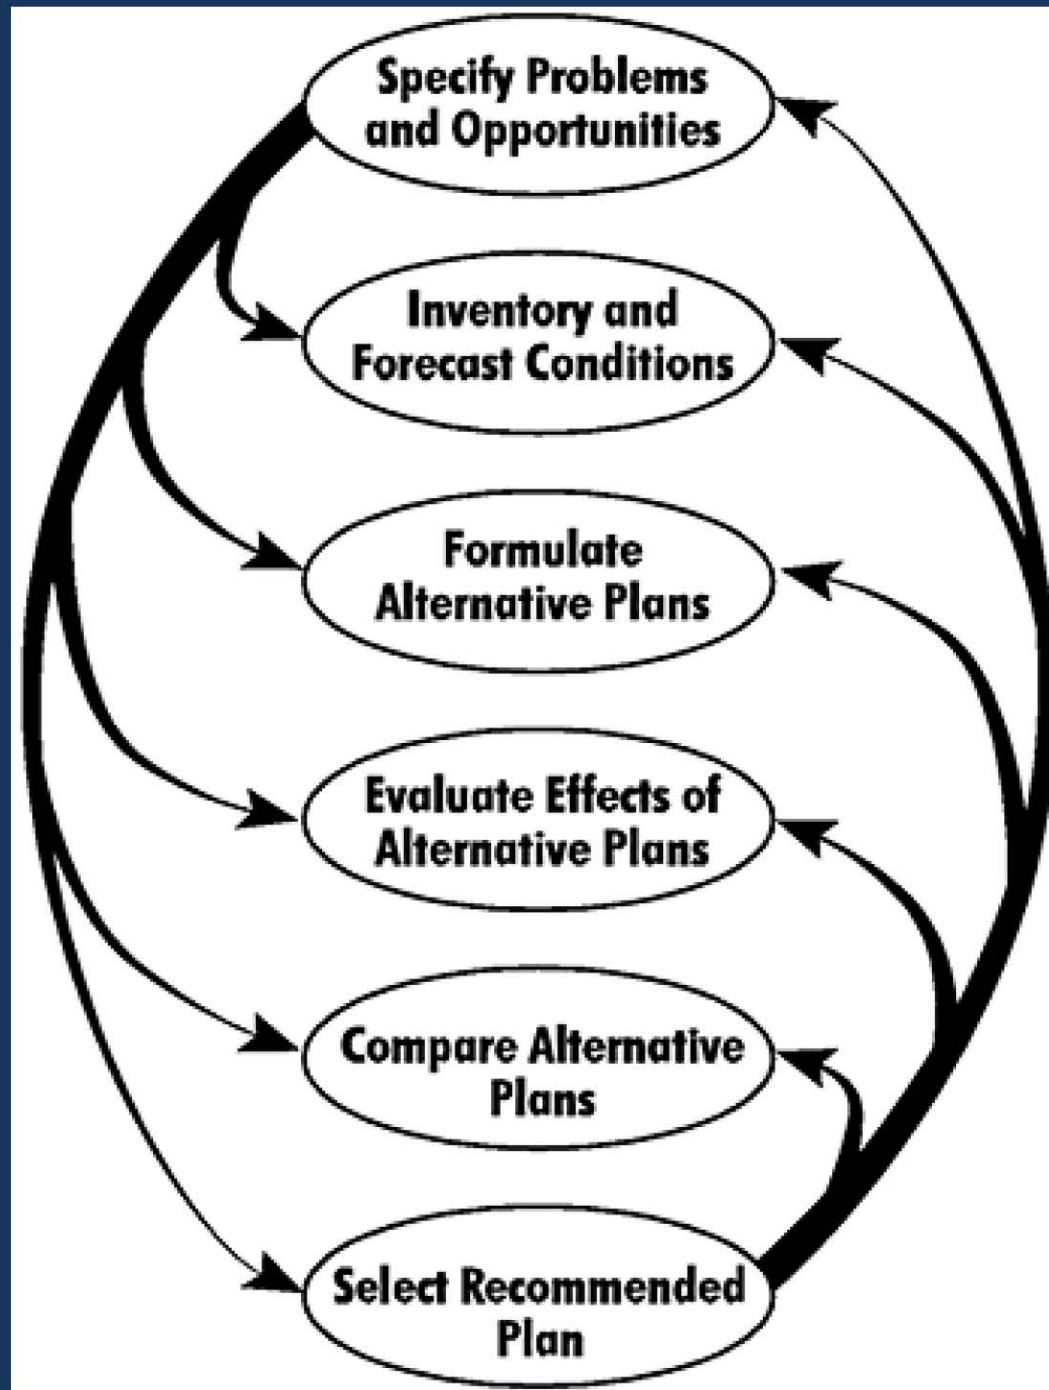 Specify Problems
and Opportunities
Inventory and
Forecast Conditions
Formulate
Alternative Plans
Evaluate Effects of
Alternative Plans
Compare Alternative
Plans
Select Recommended
Plan